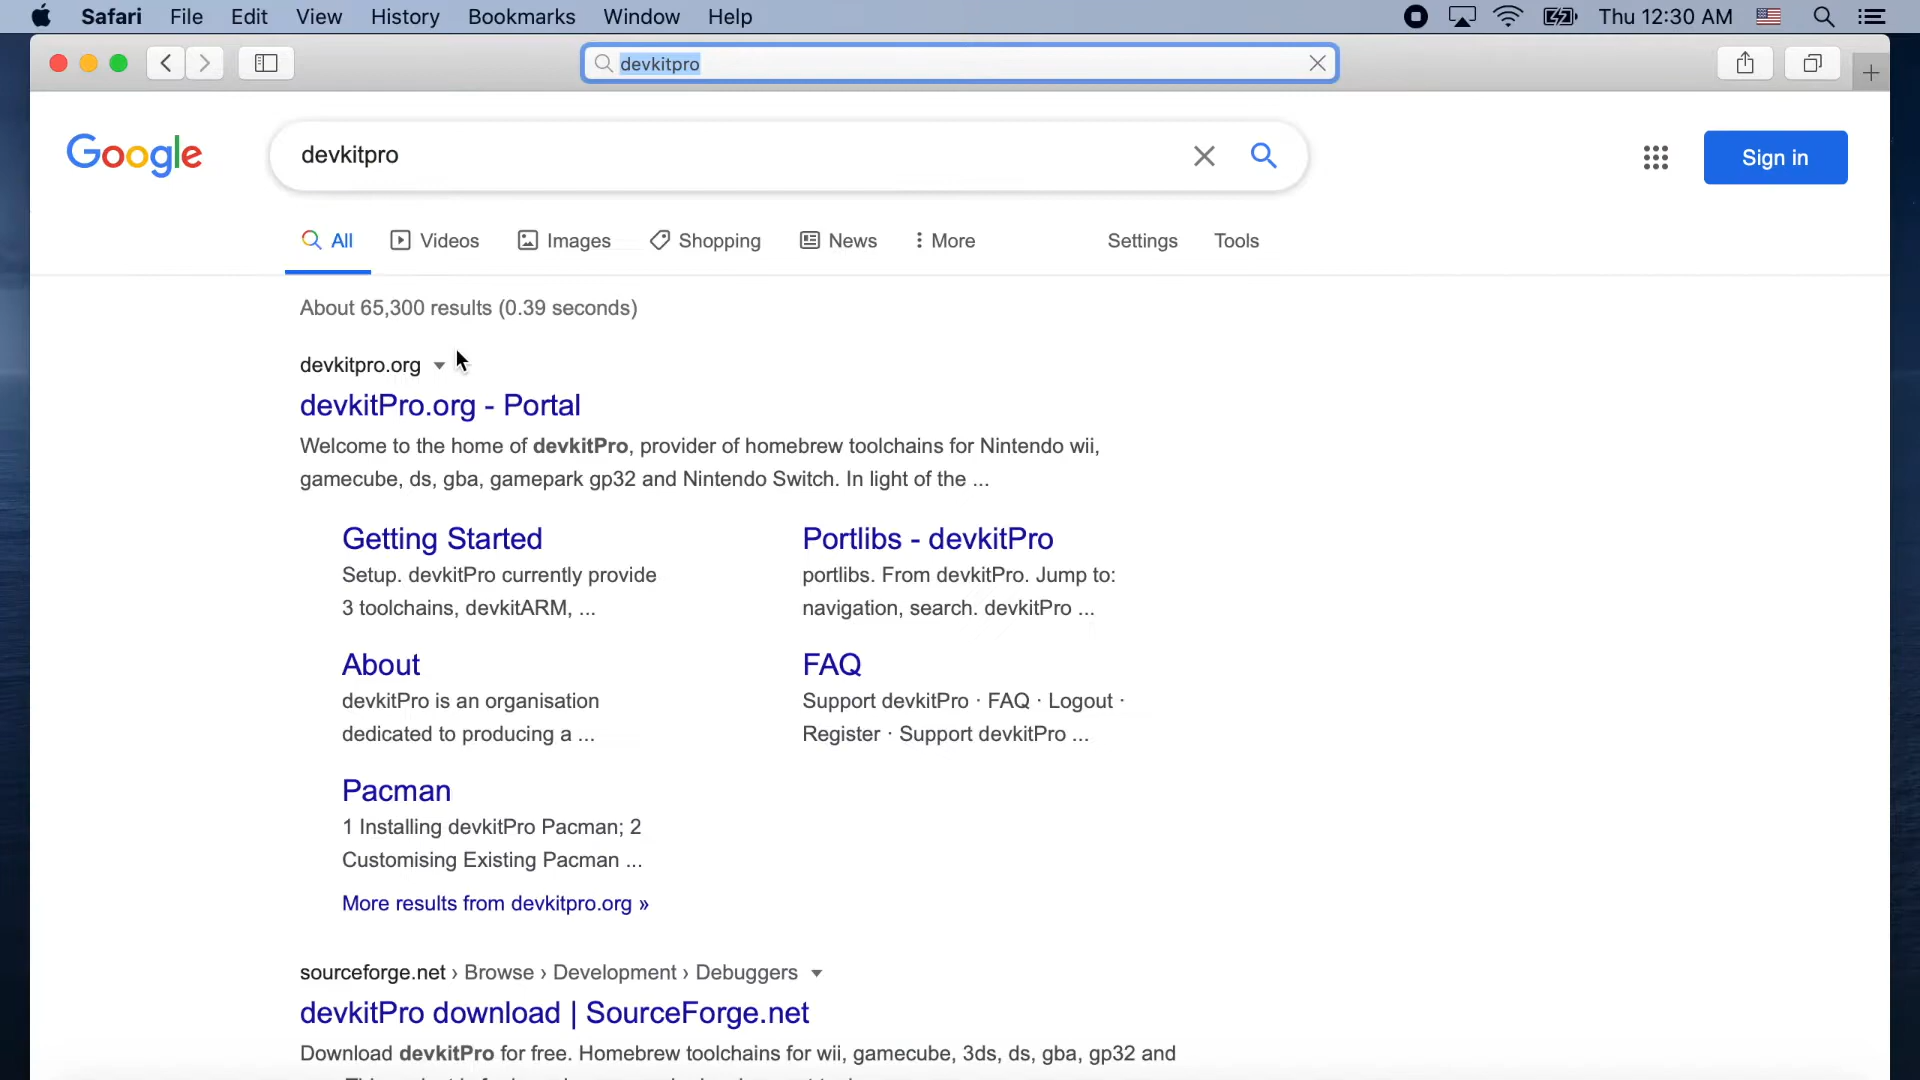 Safari File Edit View History Bookmarks Window Help Thu 12:30 AM
devkitpro
Google
devkitpro
Sign in
All Videos Images Shopping News More Settings Tools
About 65,300 results (0.39 seconds)
devkitpro.org
devkitPro.org - Portal
Welcome to the home of devkitPro, provider of homebrew toolchains for Nintendo wii,
gamecube, ds, gba, gamepark gp32 and Nintendo Switch. In light of the ...
Getting Started
Setup. devkitPro currently provide
3 toolchains, devkitARM, ...
Portlibs - devkitPro
portlibs. From devkitPro. Jump to:
navigation, search. devkitPro ...
About
devkitPro is an organisation
dedicated to producing a ...
FAQ
Support devkitPro · FAQ · Logout ·
Register · Support devkitPro ...
Pacman
1 Installing devkitPro Pacman; 2
Customising Existing Pacman ...
More results from devkitpro.org »
sourceforge.net › Browse › Development › Debuggers
devkitPro download | SourceForge.net
Download devkitPro for free. Homebrew toolchains for wii, gamecube, 3ds, ds, gba, gp32 and